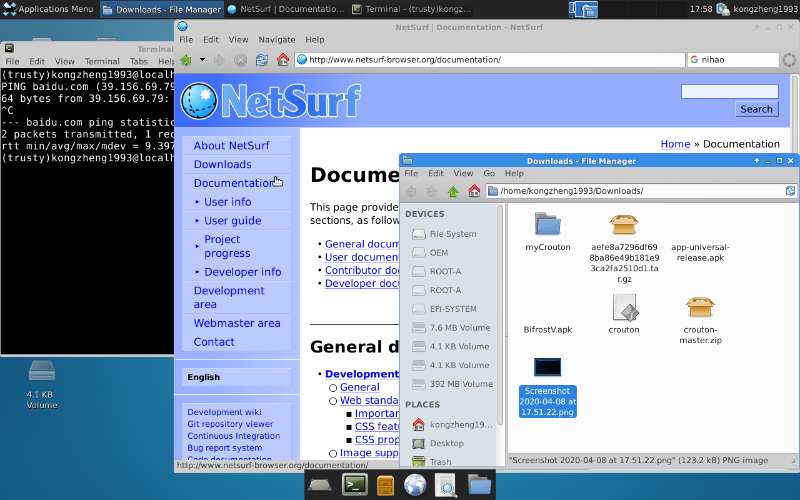 Applications Menu
Downloads - File Manager
NetSurf | Documentatio...
Terminal - (trusty)kongz...
17:58
kongzheng1993
NetSurf | Documentation - NetSurf
File Edit View Navigate Help
http://www.netsurf-browser.org/documentation/
nihao
Terminal
File Edit View Terminal
(trusty)kongzheng1993@localh
PING baidu.com (39.156.69.79
64 bytes from 39.156.69.79:
^C
--- baidu.com ping statistic
2 packets transmitted, 1 rec
rtt min/avg/max/mdev = 9.397
(trusty)kongzheng1993@localh
NetSurf
Search
Home » Documentation
About NetSurf
Downloads
Documentation
User info
User guide
Project
progress
Developer info
Development
area
Webmaster area
Contact
English
Development wiki
Git repository viewer
Continuous Integration
Bug report system
http://www.netsurf-browser.org/documentation/
Docume
This page provide
sections, as follow
General docum
User document
Contributor do
Developer docu
General d
Development
General
Web standa
Importan
CSS feat
CSS prop
Image supp
Downloads - File Manager
File Edit View Go Help
/home/kongzheng1993/Downloads/
DEVICES
File System
OEM
ROOT-A
ROOT-A
EFI-SYSTEM
7.6 MB Volume
4.1 KB Volume
4.1 KB Volume
392 MB Volume
PLACES
kongzheng19...
Desktop
Trash
myCrouton
aefe8a7296df69
8ba86e49b181e9
3ca2fa2510d1.ta
r.gz
app-universal-
release.apk
BifrostV.apk
crouton
crouton-
master.zip
Screenshot
2020-04-08 at
17.51.22.png
"Screenshot 2020-04-08 at 17.51.22.png" (123.2 kB) PNG image
4.1 KB
Volume